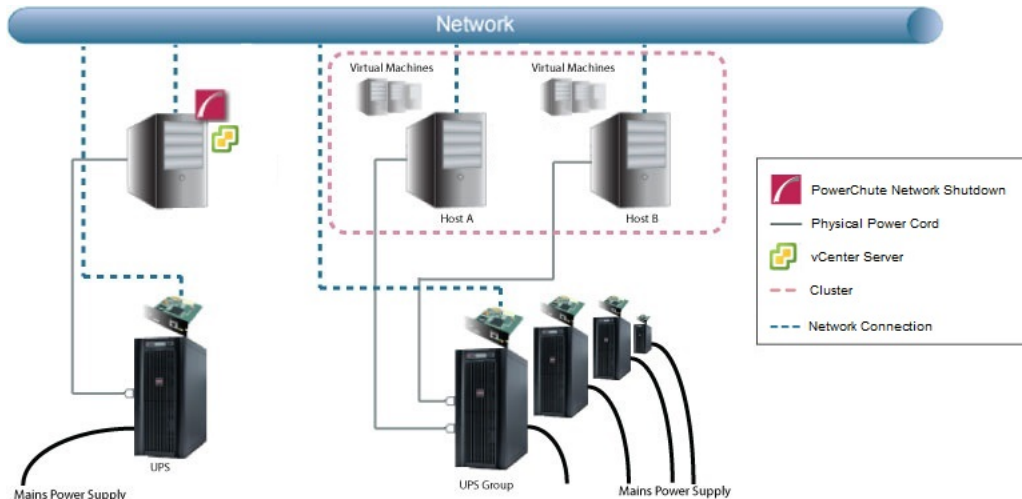 Network
Virtual Machines
Virtual Machines
Host A
Host B
PowerChute Network Shutdown
Physical Power Cord
vCenter Server
Cluster
Network Connection
UPS
UPS Group
Mains Power Supply
Mains Power Supply